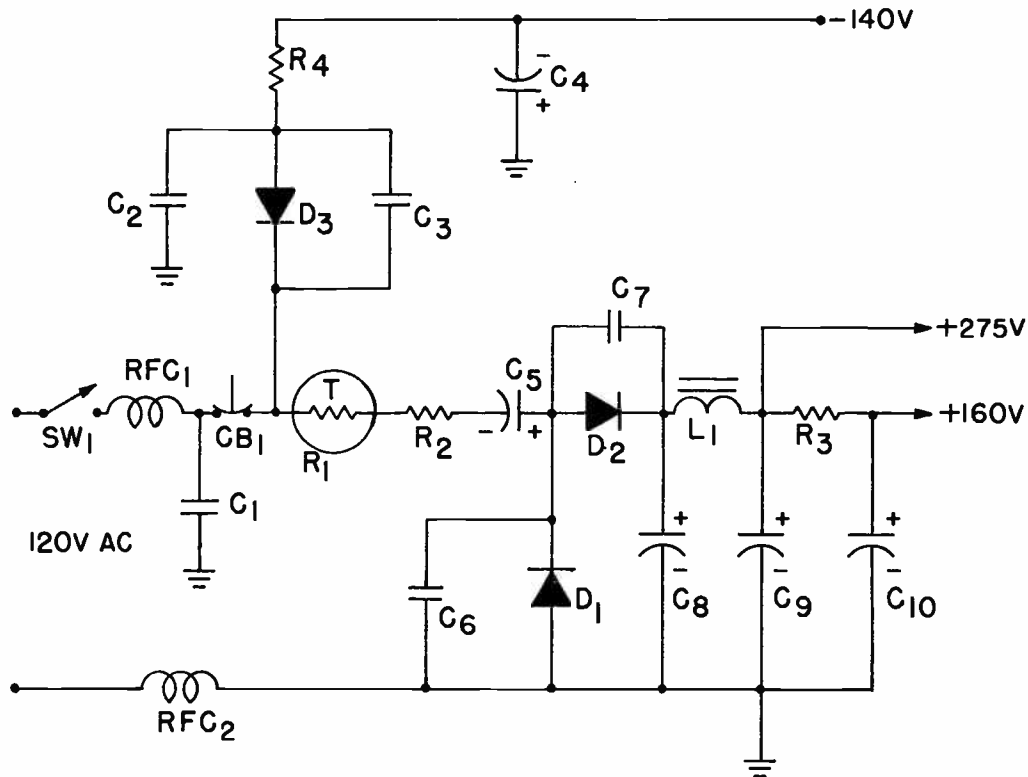 -140V
R4
- C4
+
C2
D3
C3
C7
+275V
RFC1
T
C5
SW1
CB1
R1
R2
- +
D2
L1
R3
+160V
C1
120V AC
C6
D1
+
-
C8
+
-
C9
+
-
C10
RFC2